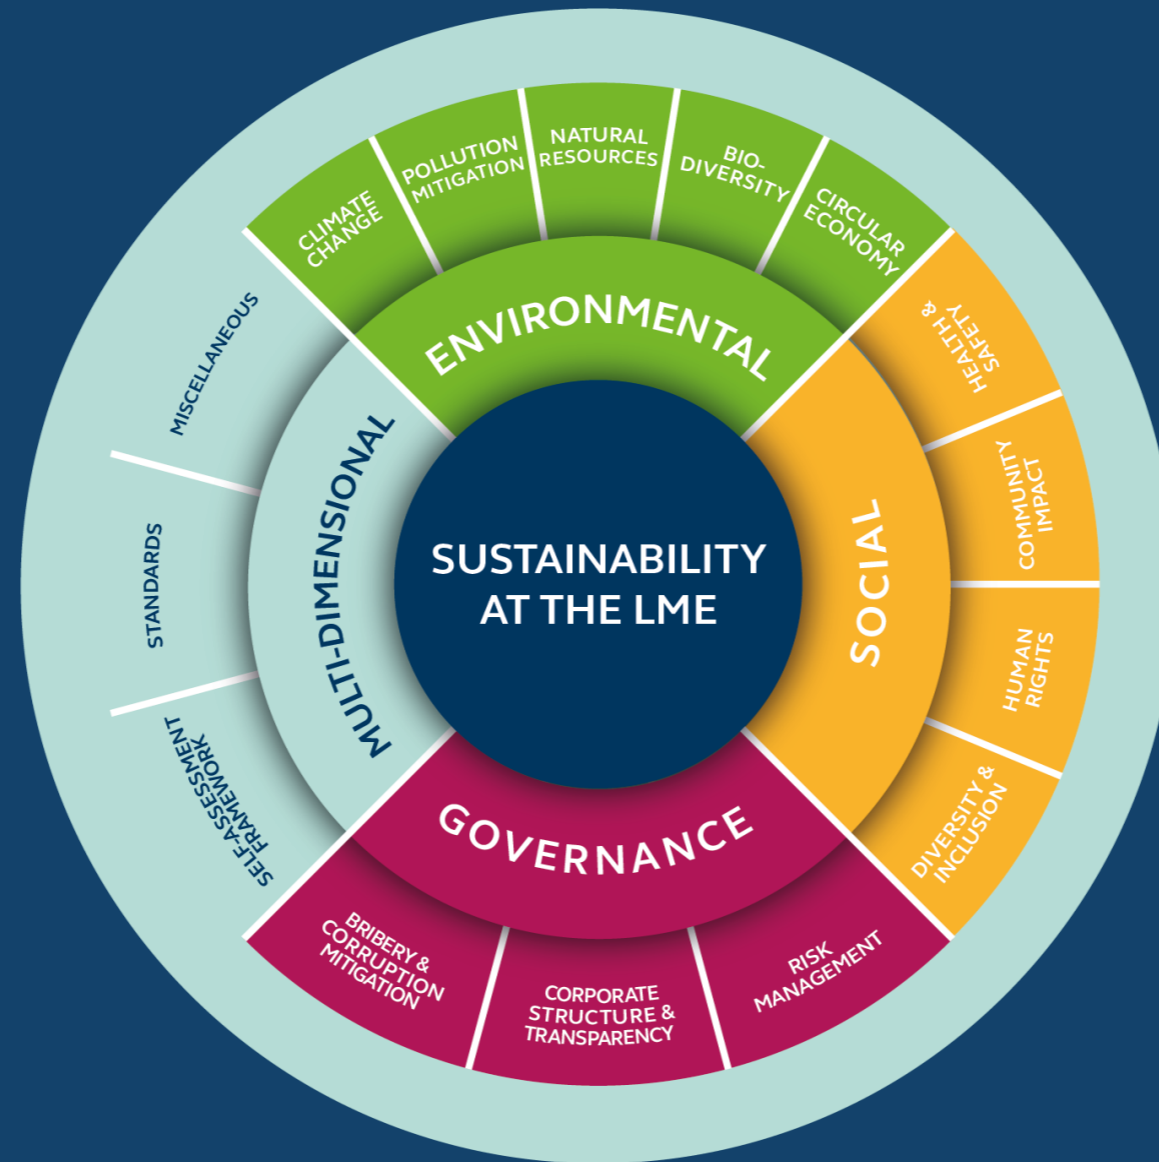 SUSTAINABILITY
AT THE LME
ENVIRONMENTAL
CLIMATE
CHANGE
POLLUTION
MITIGATION
NATURAL
RESOURCES
BIO-
DIVERSITY
CIRCULAR
ECONOMY
SOCIAL
HEALTH &
SAFETY
COMMUNITY
IMPACT
HUMAN
RIGHTS
DIVERSITY &
INCLUSION
GOVERNANCE
RISK
MANAGEMENT
CORPORATE
STRUCTURE &
TRANSPARENCY
BRIBERY &
CORRUPTION
MITIGATION
MULTI-DIMENSIONAL
SELF-ASSESSMENT
FRAMEWORK
STANDARDS
MISCELLANEOUS